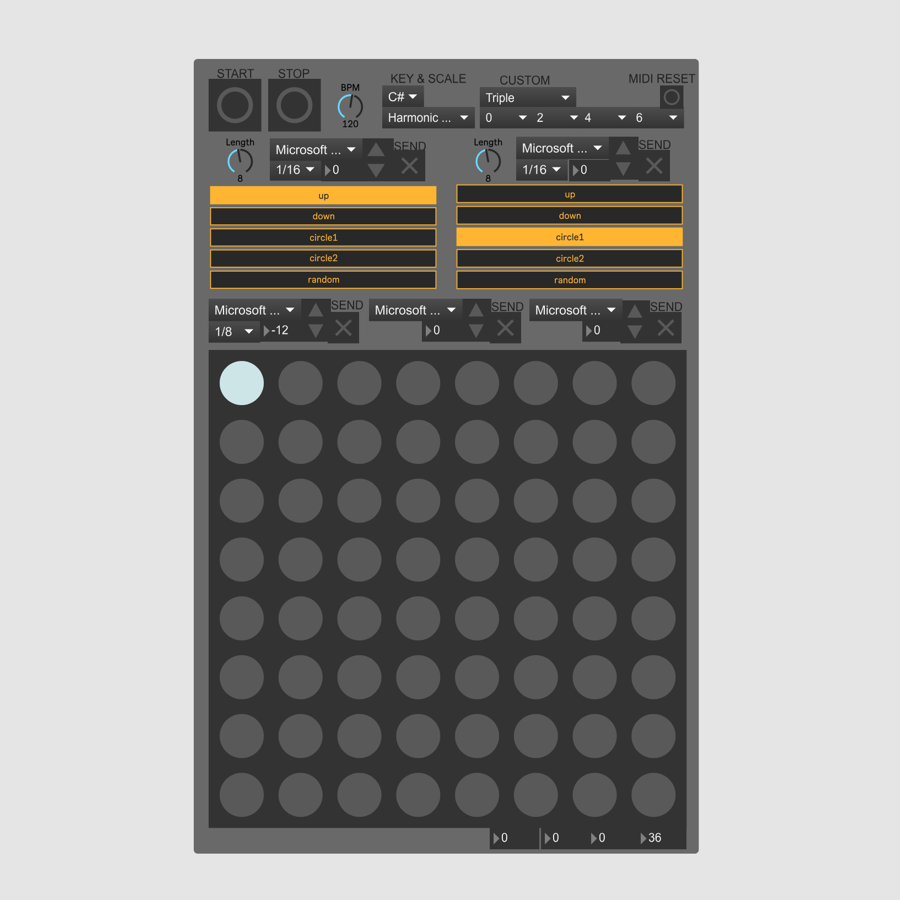 START STOP KEY & SCALE CUSTOM MIDI RESET
BPM
120
C# Triple
Harmonic ... 0 2 4 6
Length
8
Microsoft ... SEND
1/16 0
Length
8
Microsoft ... SEND
1/16 0
up
down
circle1
circle2
random
up
down
circle1
circle2
random
Microsoft ... SEND
1/8 -12
Microsoft ... SEND
0
Microsoft ... SEND
0
0 0 0 36